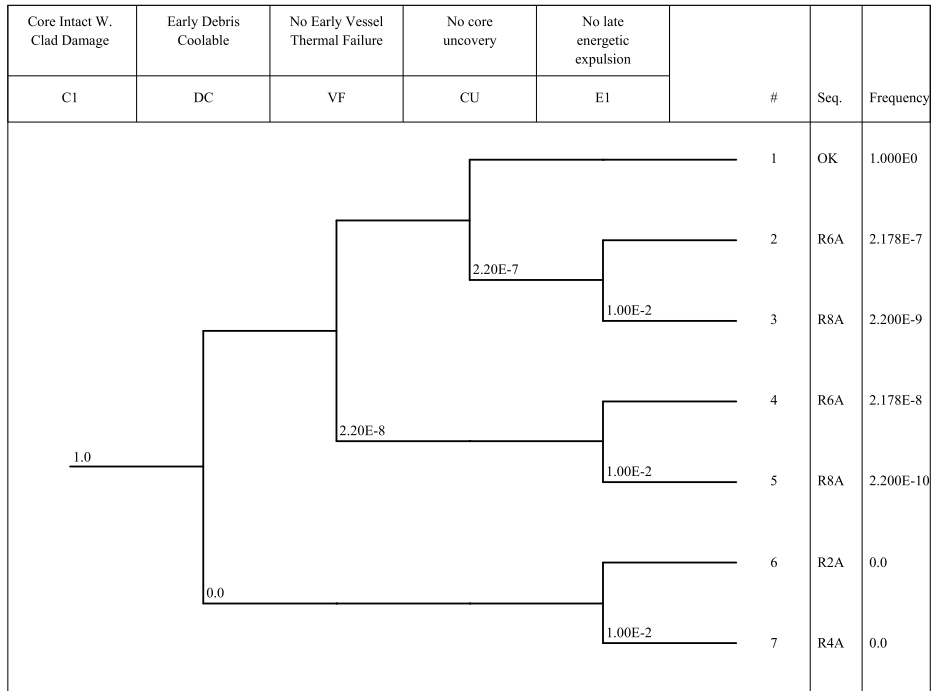 Core Intact W.
Clad Damage
Early Debris
Coolable
No Early Vessel
Thermal Failure
No core
uncovery
No late
energetic
expulsion
C1
DC
VF
CU
E1
#
Seq.
Frequency
1
OK
1.000E0
2
R6A
2.178E-7
2.20E-7
1.00E-2
3
R8A
2.200E-9
4
R6A
2.178E-8
2.20E-8
1.0
1.00E-2
5
R8A
2.200E-10
6
R2A
0.0
0.0
1.00E-2
7
R4A
0.0